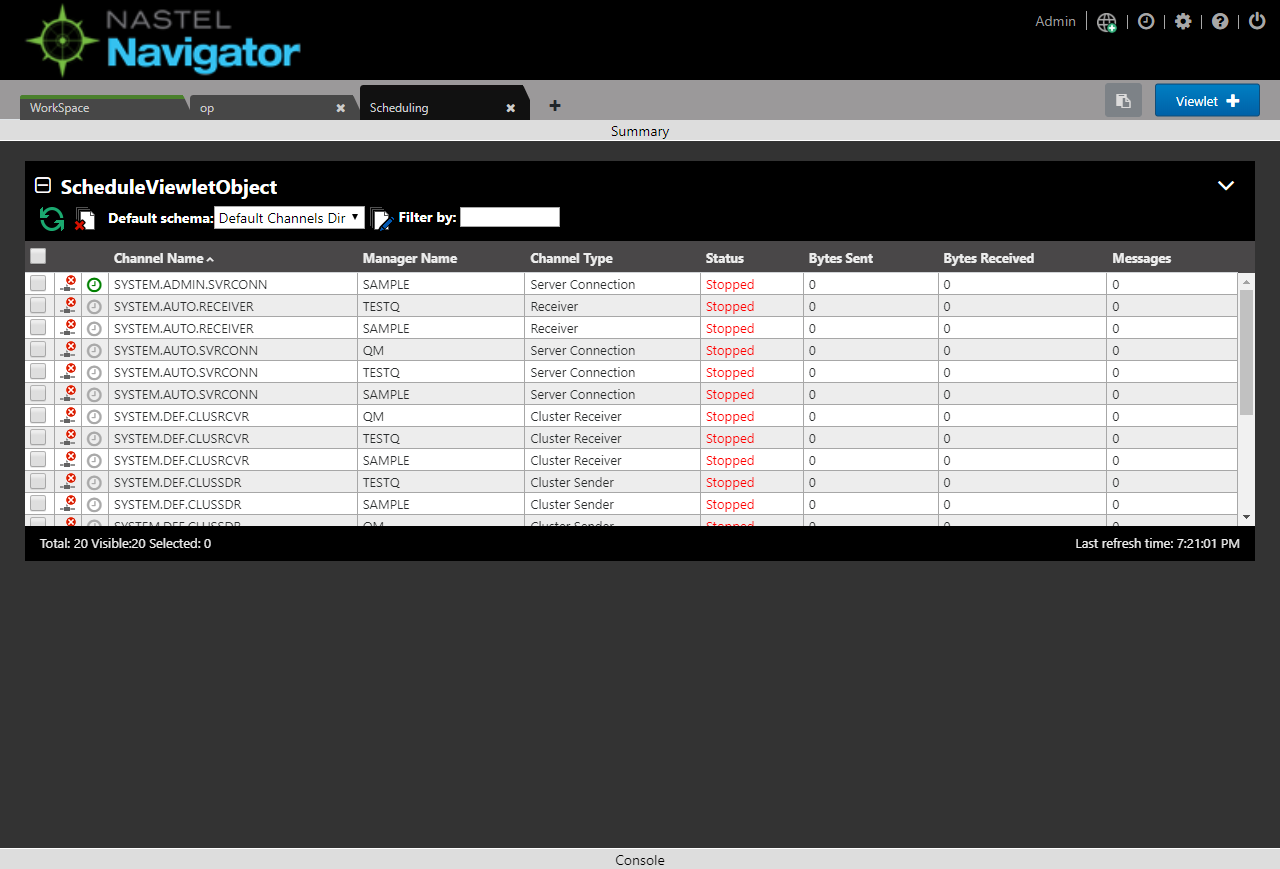 NASTEL
Navigator
Admin
WorkSpace op Scheduling
Viewlet
Summary
ScheduleViewletObject
Default schema: Default Channels Dir Filter by:
Channel Name Manager Name Channel Type Status Bytes Sent Bytes Received Messages
SYSTEM.ADMIN.SVRCONN SAMPLE Server Connection Stopped 0 0 0
SYSTEM.AUTO.RECEIVER TESTQ Receiver Stopped 0 0 0
SYSTEM.AUTO.RECEIVER SAMPLE Receiver Stopped 0 0 0
SYSTEM.AUTO.SVRCONN QM Server Connection Stopped 0 0 0
SYSTEM.AUTO.SVRCONN TESTQ Server Connection Stopped 0 0 0
SYSTEM.AUTO.SVRCONN SAMPLE Server Connection Stopped 0 0 0
SYSTEM.DEF.CLUSRCVR QM Cluster Receiver Stopped 0 0 0
SYSTEM.DEF.CLUSRCVR TESTQ Cluster Receiver Stopped 0 0 0
SYSTEM.DEF.CLUSRCVR SAMPLE Cluster Receiver Stopped 0 0 0
SYSTEM.DEF.CLUSSDR TESTQ Cluster Sender Stopped 0 0 0
SYSTEM.DEF.CLUSSDR SAMPLE Cluster Sender Stopped 0 0 0
SYSTEM.DEF.CLUSSDR QM Cluster Sender Stopped 0 0 0
Total: 20 Visible:20 Selected: 0 Last refresh time: 7:21:01 PM
Console